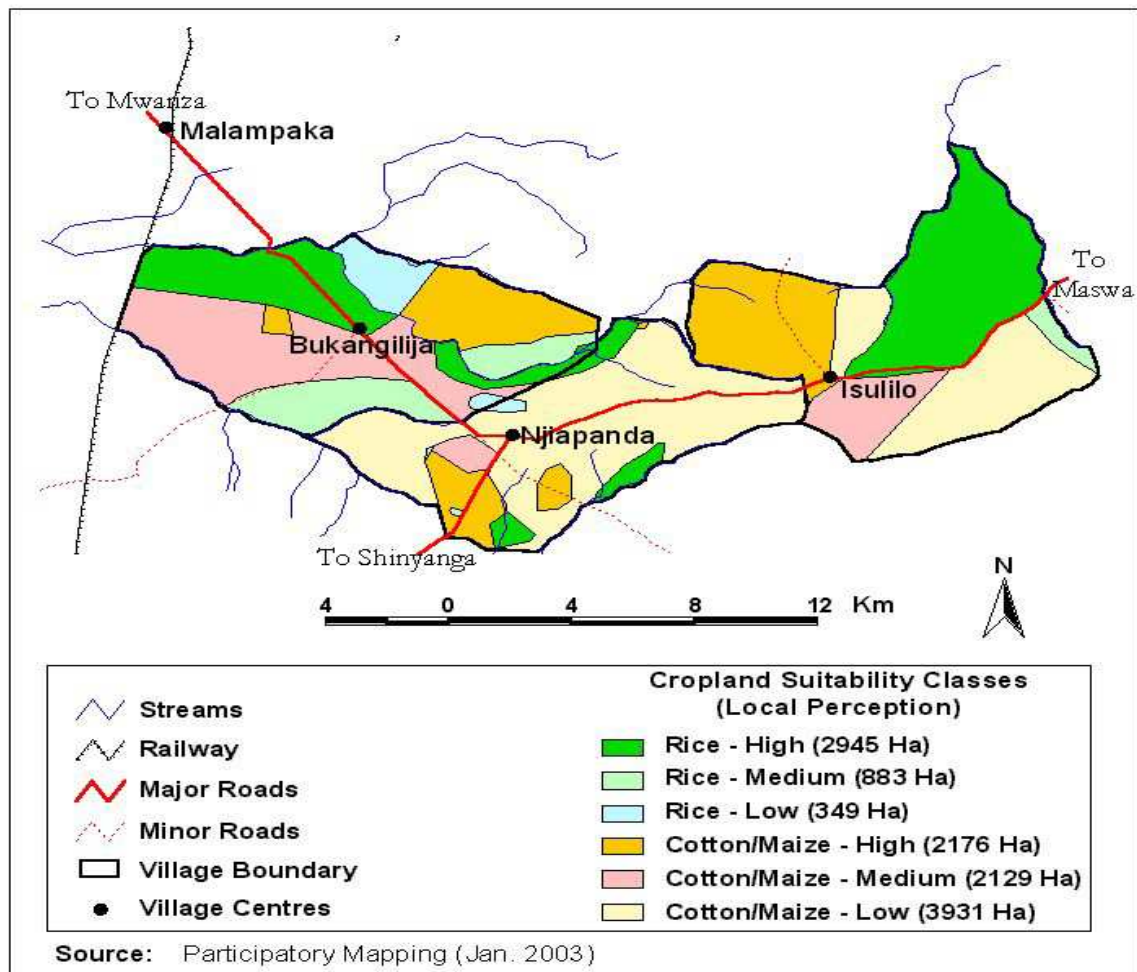 To Mwanza
Malampaka
To
Maswa
Bukangilija
Isulilo
Njiapanda
To Shinyanga
N
4 0 4 8 12 Km
Streams
Railway
Major Roads
Minor Roads
Village Boundary
Village Centres
Cropland Suitability Classes
(Local Perception)
Rice - High (2945 Ha)
Rice - Medium (883 Ha)
Rice - Low (349 Ha)
Cotton/Maize - High (2176 Ha)
Cotton/Maize - Medium (2129 Ha)
Cotton/Maize - Low (3931 Ha)
Source: Participatory Mapping (Jan. 2003)